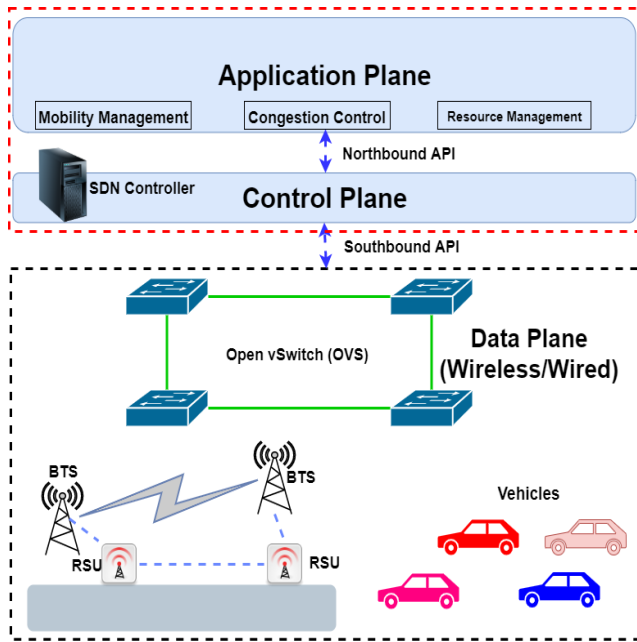 Application Plane
Mobility Management
Congestion Control
Resource Management
Northbound API
SDN Controller
Control Plane
Southbound API
Open vSwitch (OVS)
Data Plane
(Wireless/Wired)
BTS
BTS
Vehicles
RSU
RSU